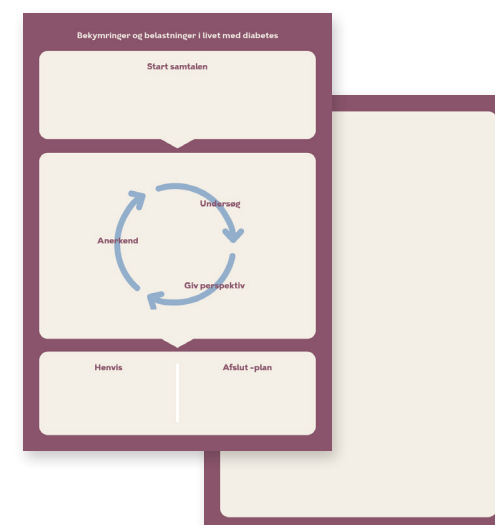 Bekymringer og belastninger i livet med diabetes
Start samtalen
Undersøg
Anerkend
Giv perspektiv
Henvis
Afslut -plan